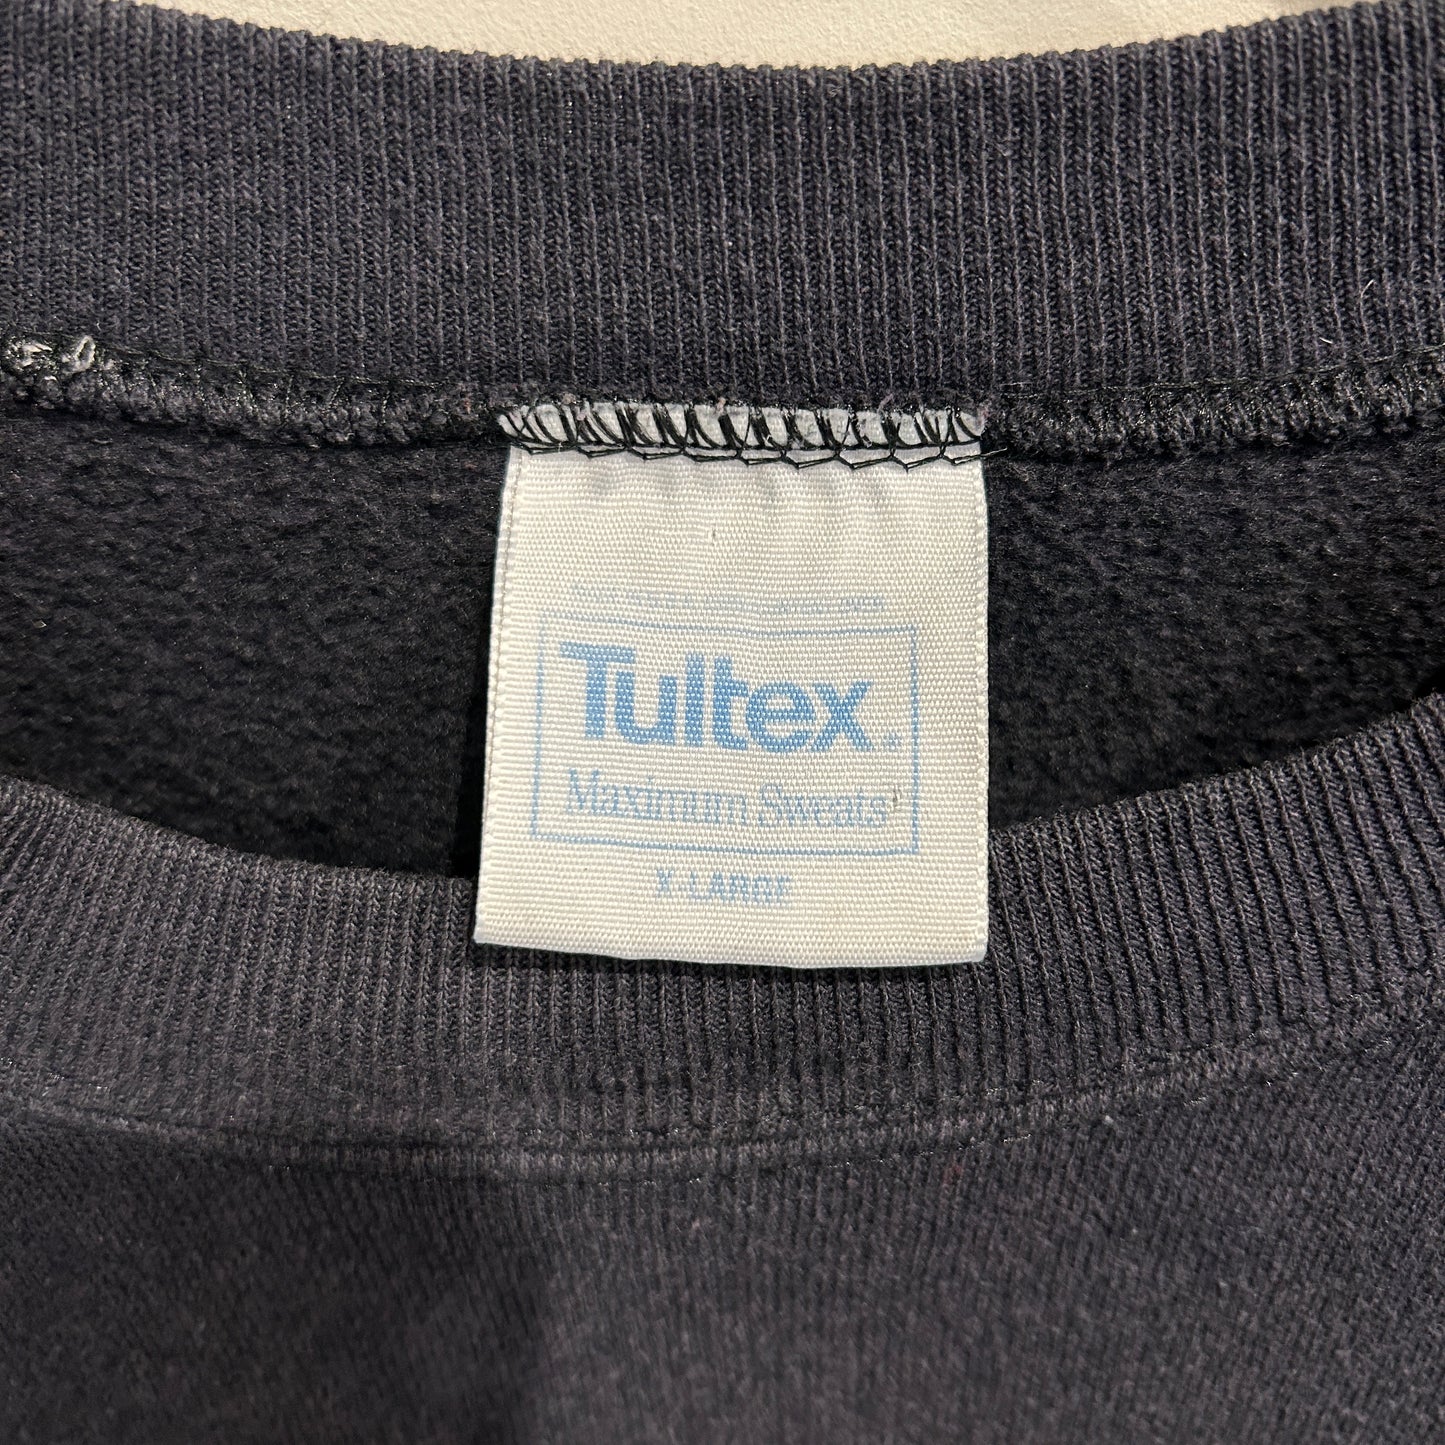 Tultex.
Maximum Sweats
X-LARGE